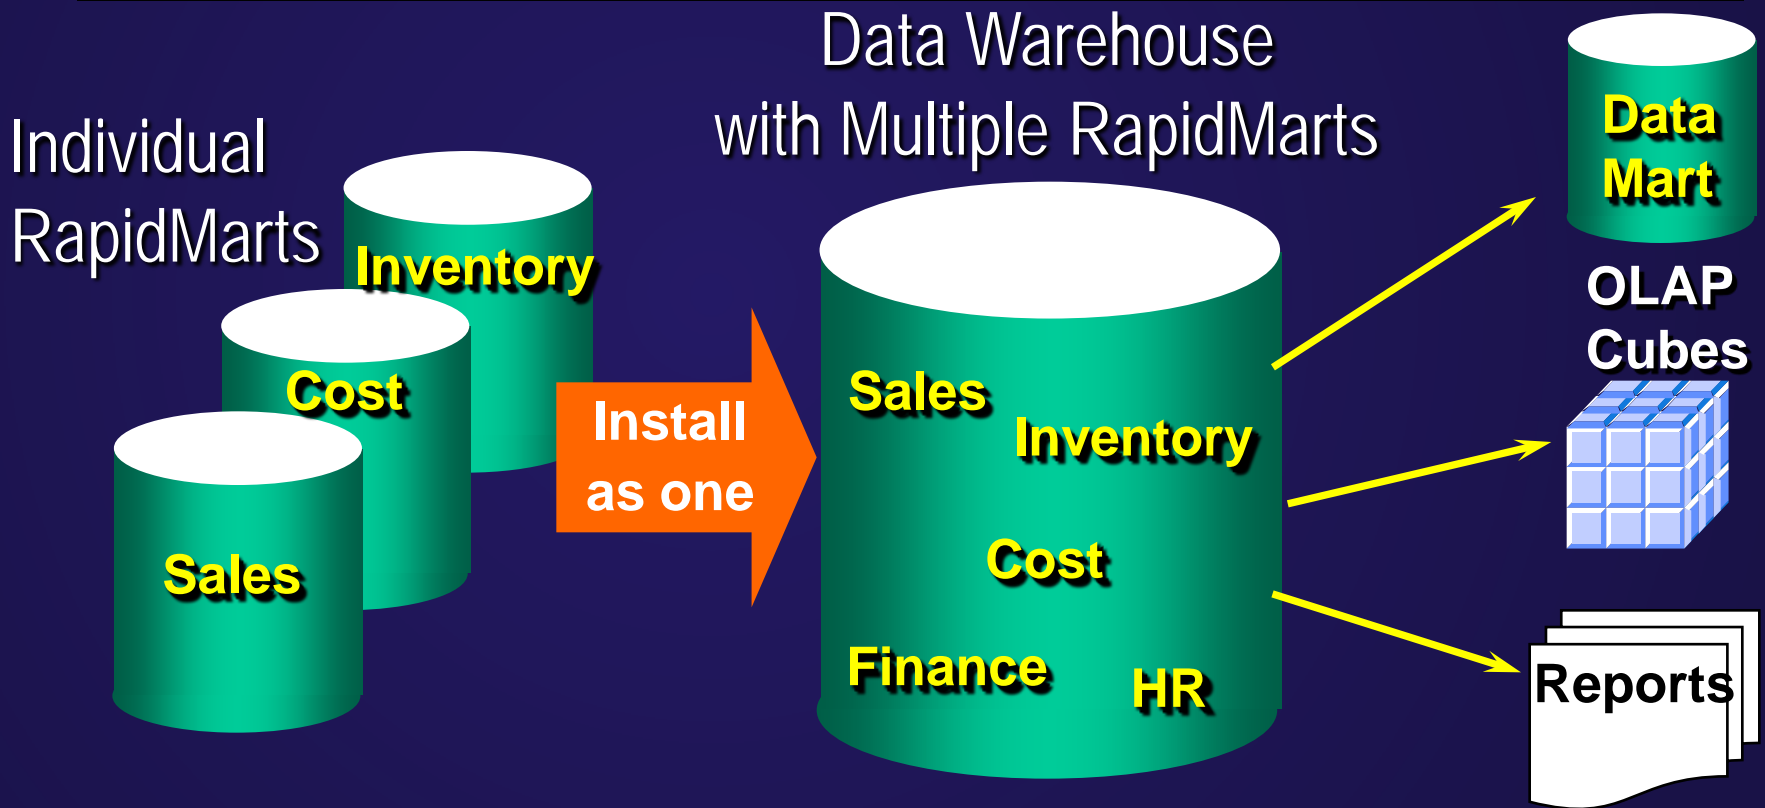 Individual
RapidMarts
Inventory
Cost
Sales
Install
as one
Data Warehouse
with Multiple RapidMarts
Sales
Inventory
Cost
Finance
HR
Data
Mart
OLAP
Cubes
Reports